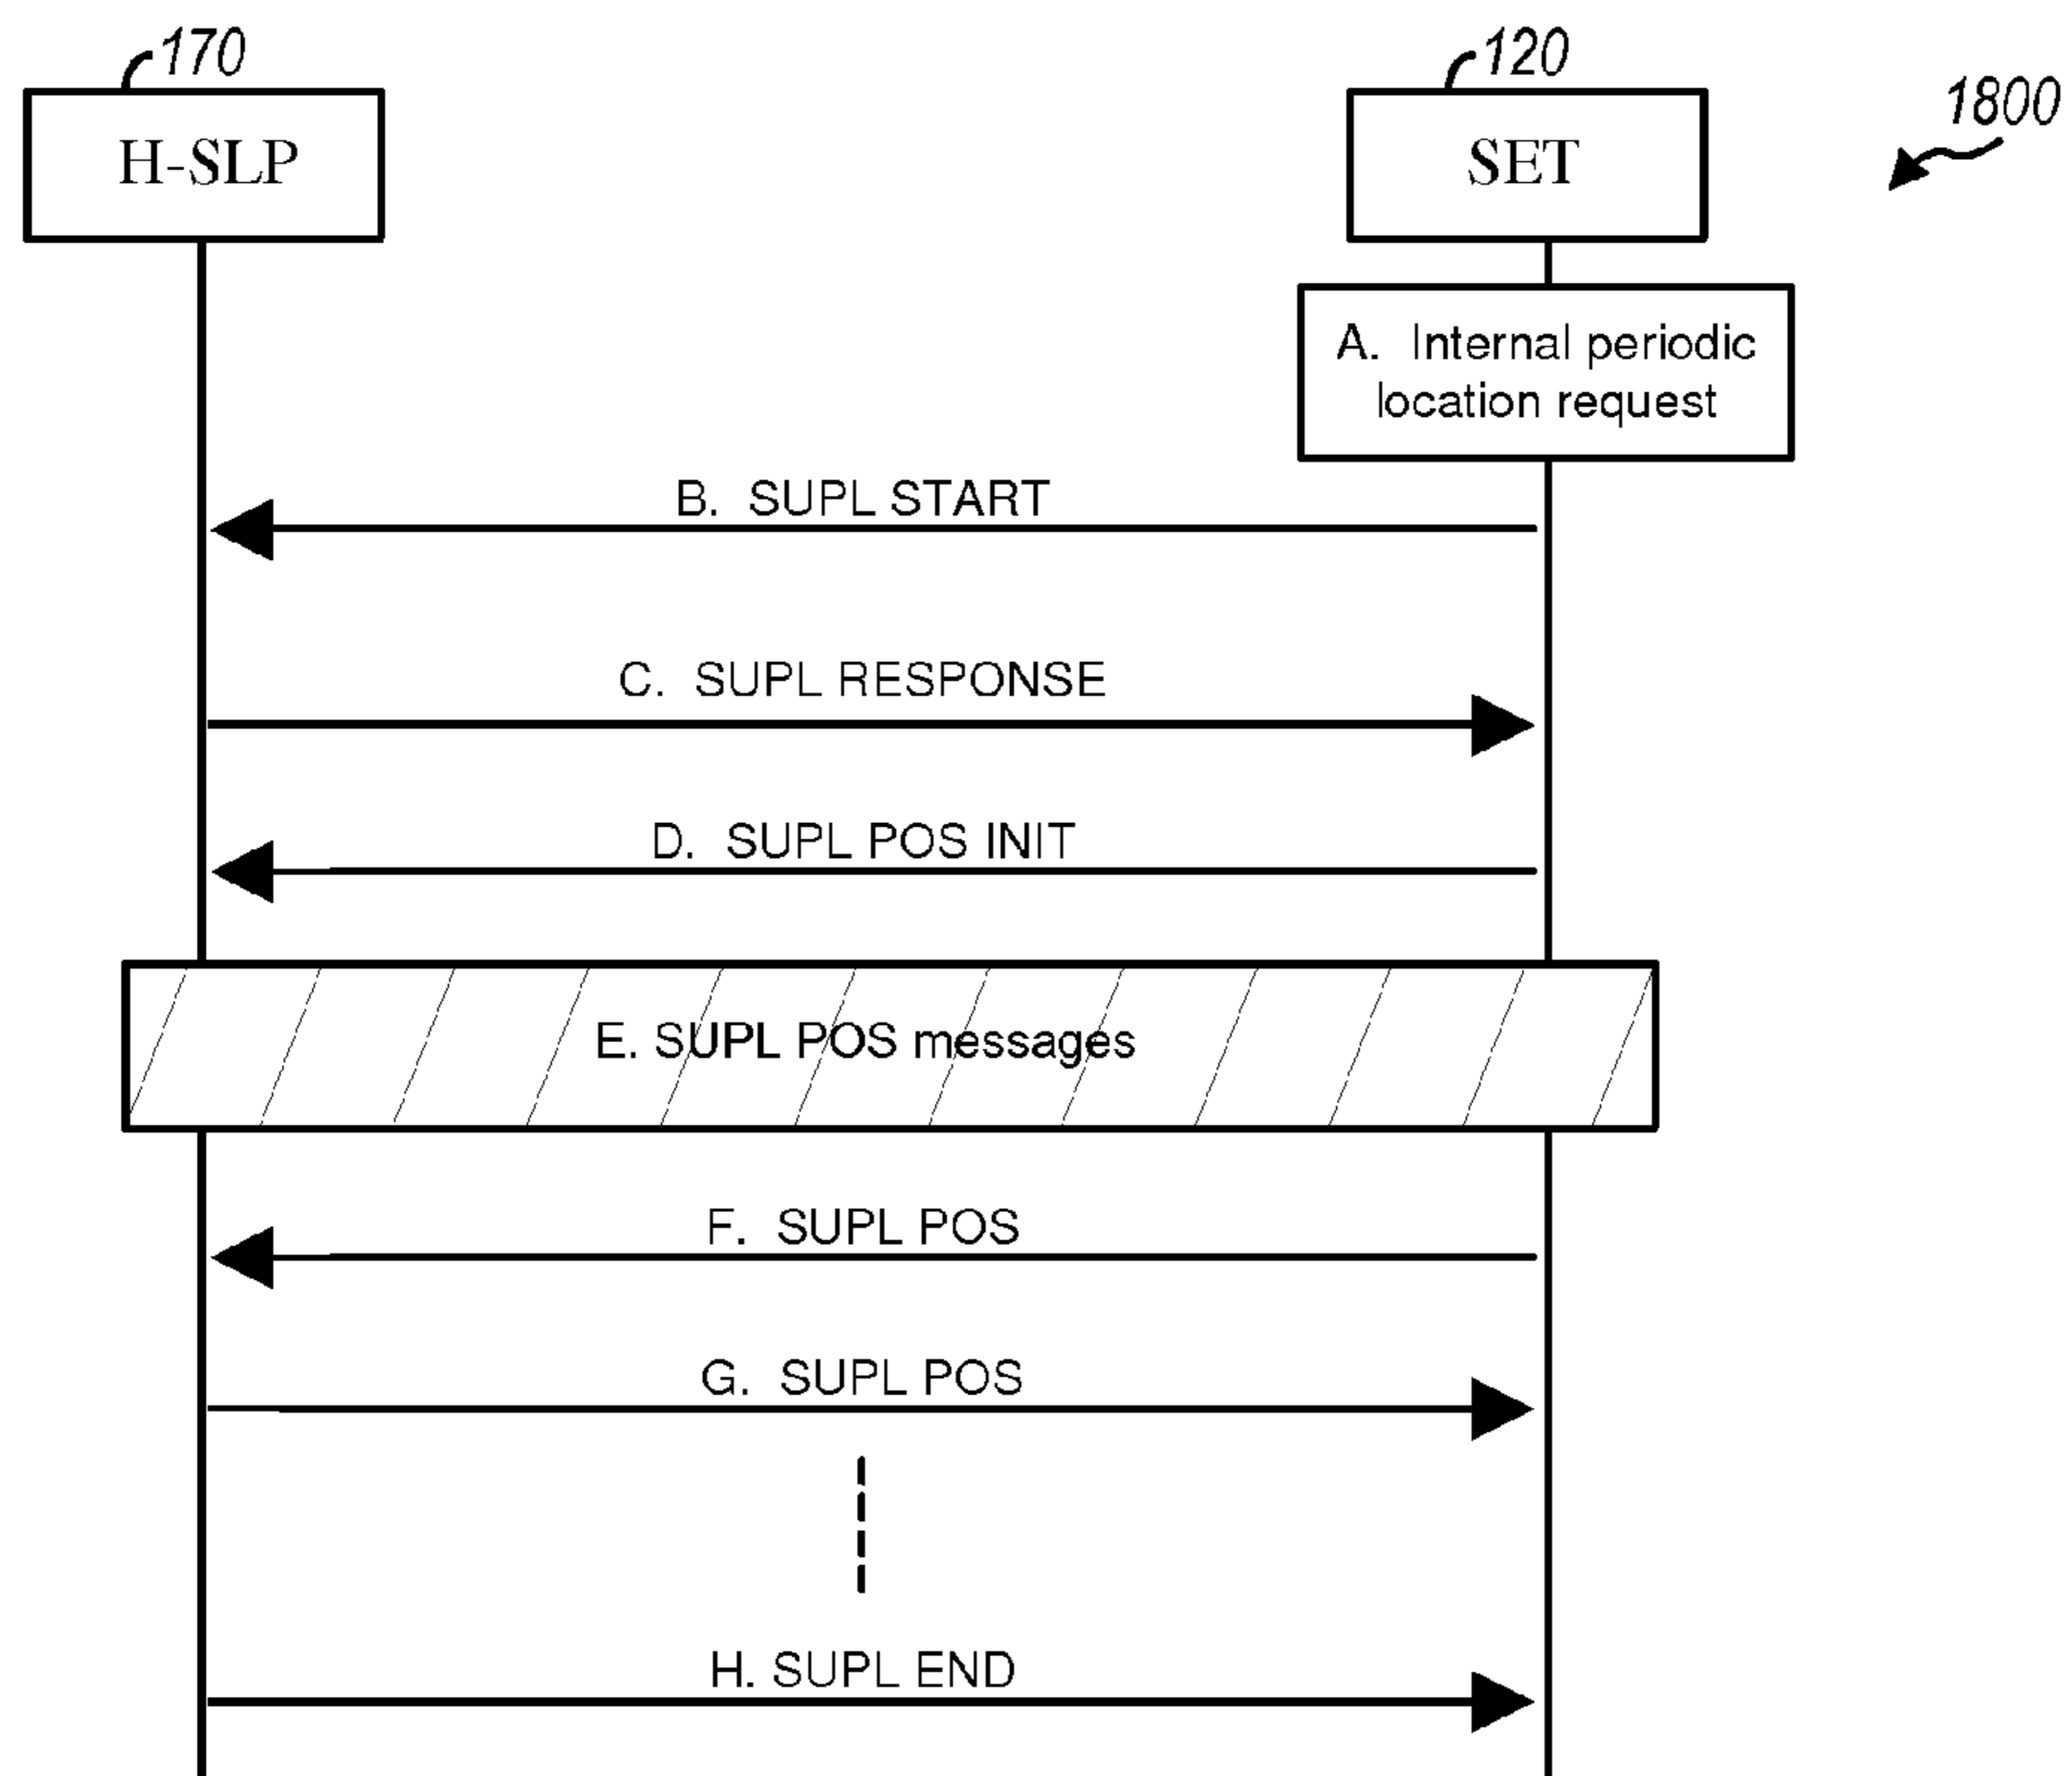 170
120
1800
H-SLP
SET
A. Internal periodic
location request
B. SUPL START
C. SUPL RESPONSE
D. SUPL POS INIT
E. SUPL POS messages
F. SUPL POS
G. SUPL POS
H. SUPL END